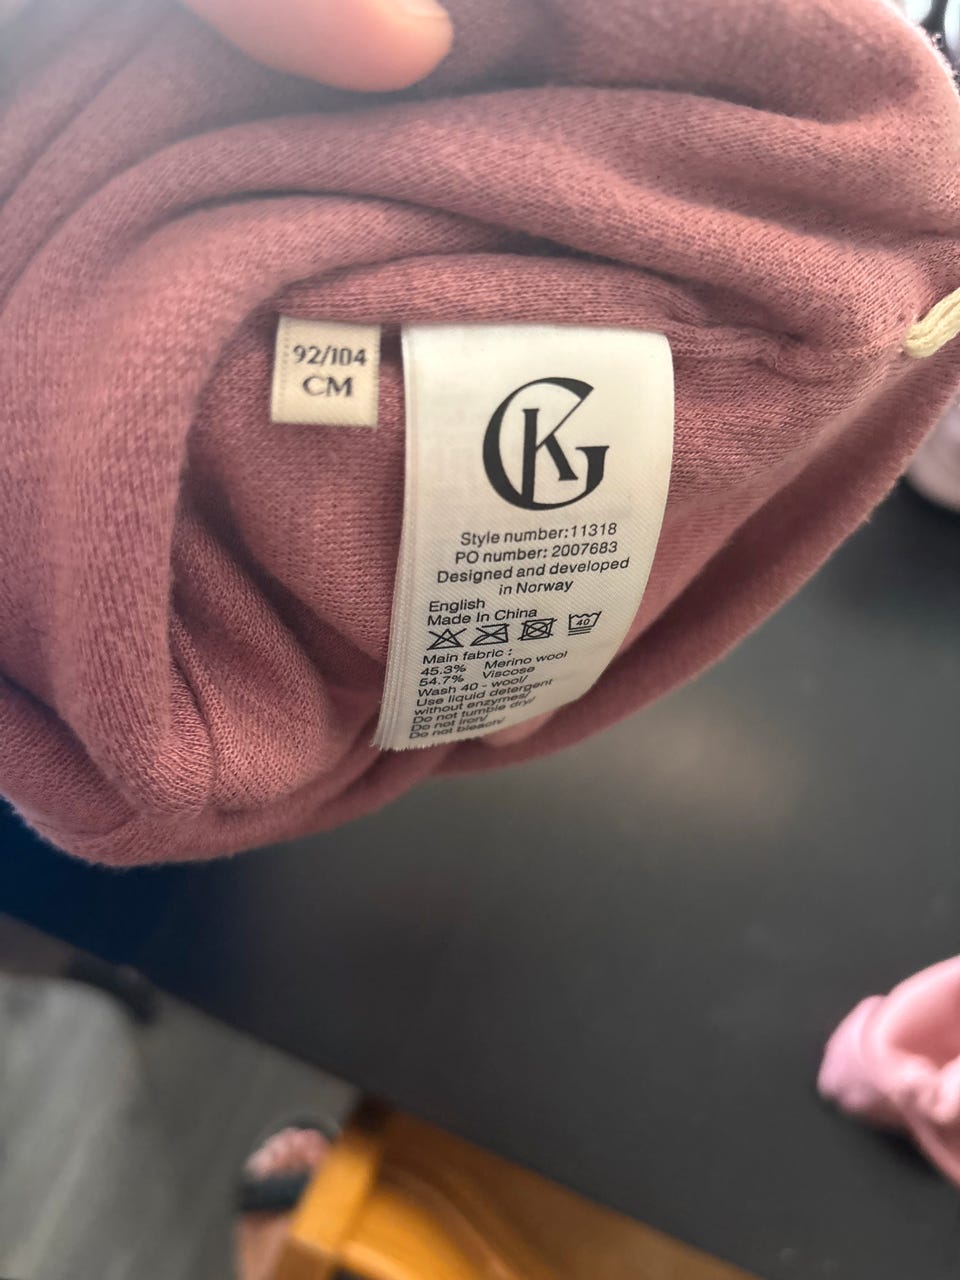 92/104
CM
GK
Style number:11318
PO number: 2007683
Designed and developed
in Norway
English
Made In China
40
Main fabric :
45.3% Merino wool
54.7% Viscose
Wash 40 - wool/
Use liquid detergent
without enzymes/
Do not tumble dry/
Do not iron/
Do not bleach/